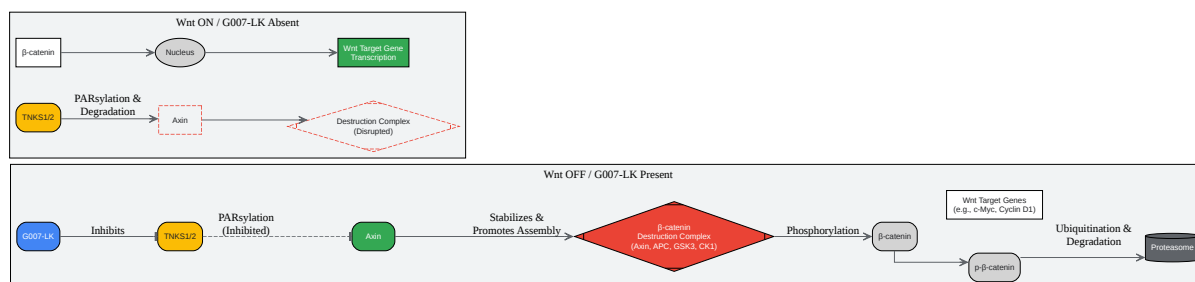 Wnt ON / G007-LK Absent
β-catenin
Nucleus
Wnt Target Gene
Transcription
TNKS1/2
PARsylation &
Degradation
Axin
Destruction Complex
(Disrupted)
Wnt OFF / G007-LK Present
G007-LK
Inhibits
TNKS1/2
PARsylation
(Inhibited)
Axin
Stabilizes &
Promotes Assembly
β-catenin
Destruction Complex
(Axin, APC, GSK3, CK1)
Phosphorylation
β-catenin
Wnt Target Genes
(e.g., c-Myc, Cyclin D1)
p-β-catenin
Ubiquitination &
Degradation
Proteasome